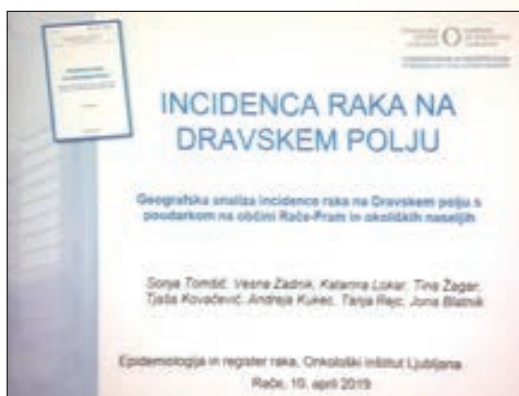 INCIDENCA RAKA NA
DRAVSKEM POLJU
Geografska analiza incidence raka na Dravskem polju s
poudarkom na občini Rače-Fram in okoliških naseljih
Sonja Tomšič, Vesna Zadnik, Katarina Lokar, Tina Žagar,
Tjaša Kovačević, Andreja Kukec, Tanja Rejc, Jona Blatnik
Epidemiologija in register raka, Onkološki inštitut Ljubljana
Rače, 10. april 2019